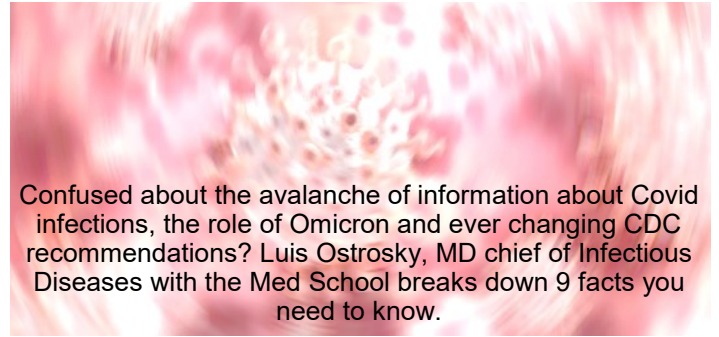 Confused about the avalanche of information about Covid
infections, the role of Omicron and ever changing CDC
recommendations? Luis Ostrosky, MD chief of Infectious
Diseases with the Med School breaks down 9 facts you
need to know.